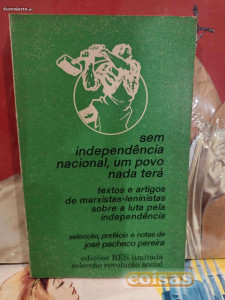 sem
independência
nacional, um povo
nada terá
textos e artigos
de marxistas-leninistas
sobre a luta pela
independência
selecção, prefácio e notas de
josé pacheco pereira
edições RÉS limitada
colecção revolução social
coisas